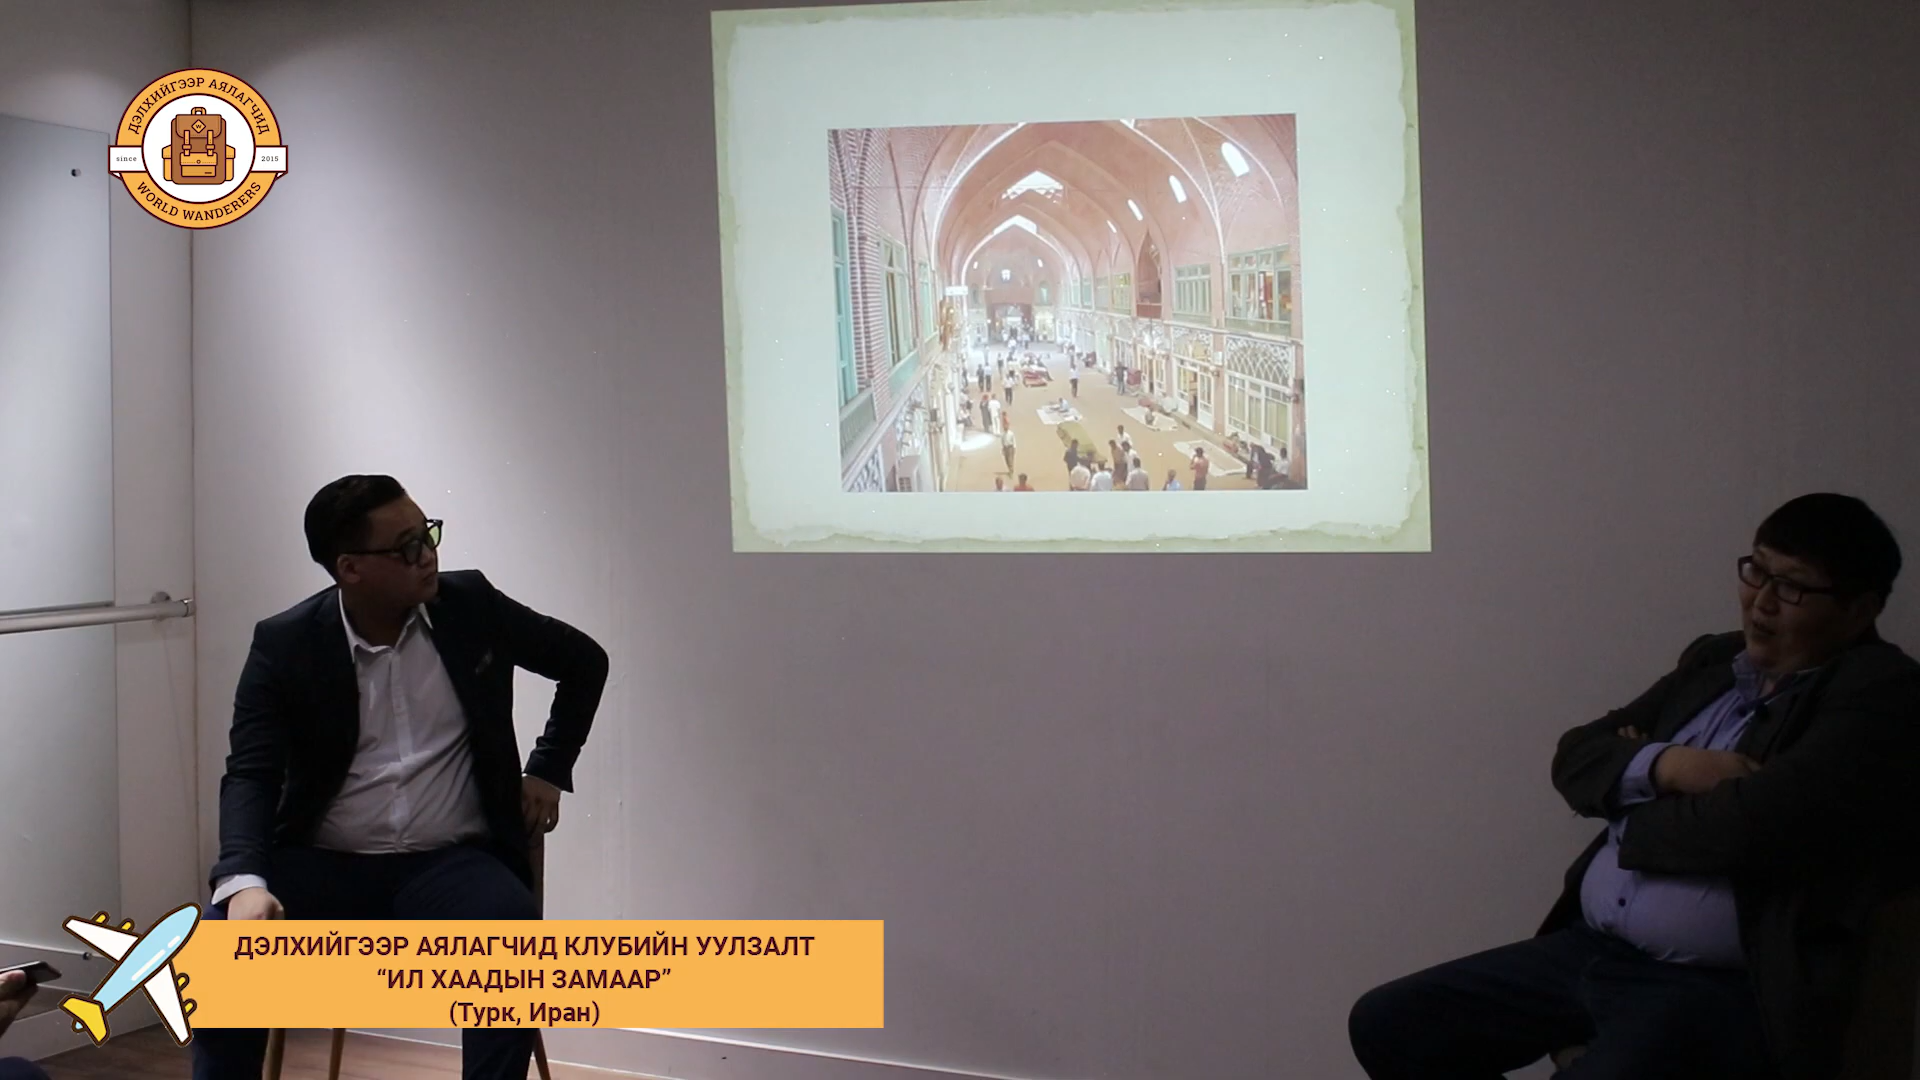 ДЭЛХИЙГЭЭР АЯЛАГЧИД
since 2015
WORLD WANDERERS
ДЭЛХИЙГЭЭР АЯЛАГЧИД КЛУБИЙН УУЛЗАЛТ
“ИЛ ХААДЫН ЗАМААР”
(Турк, Иран)